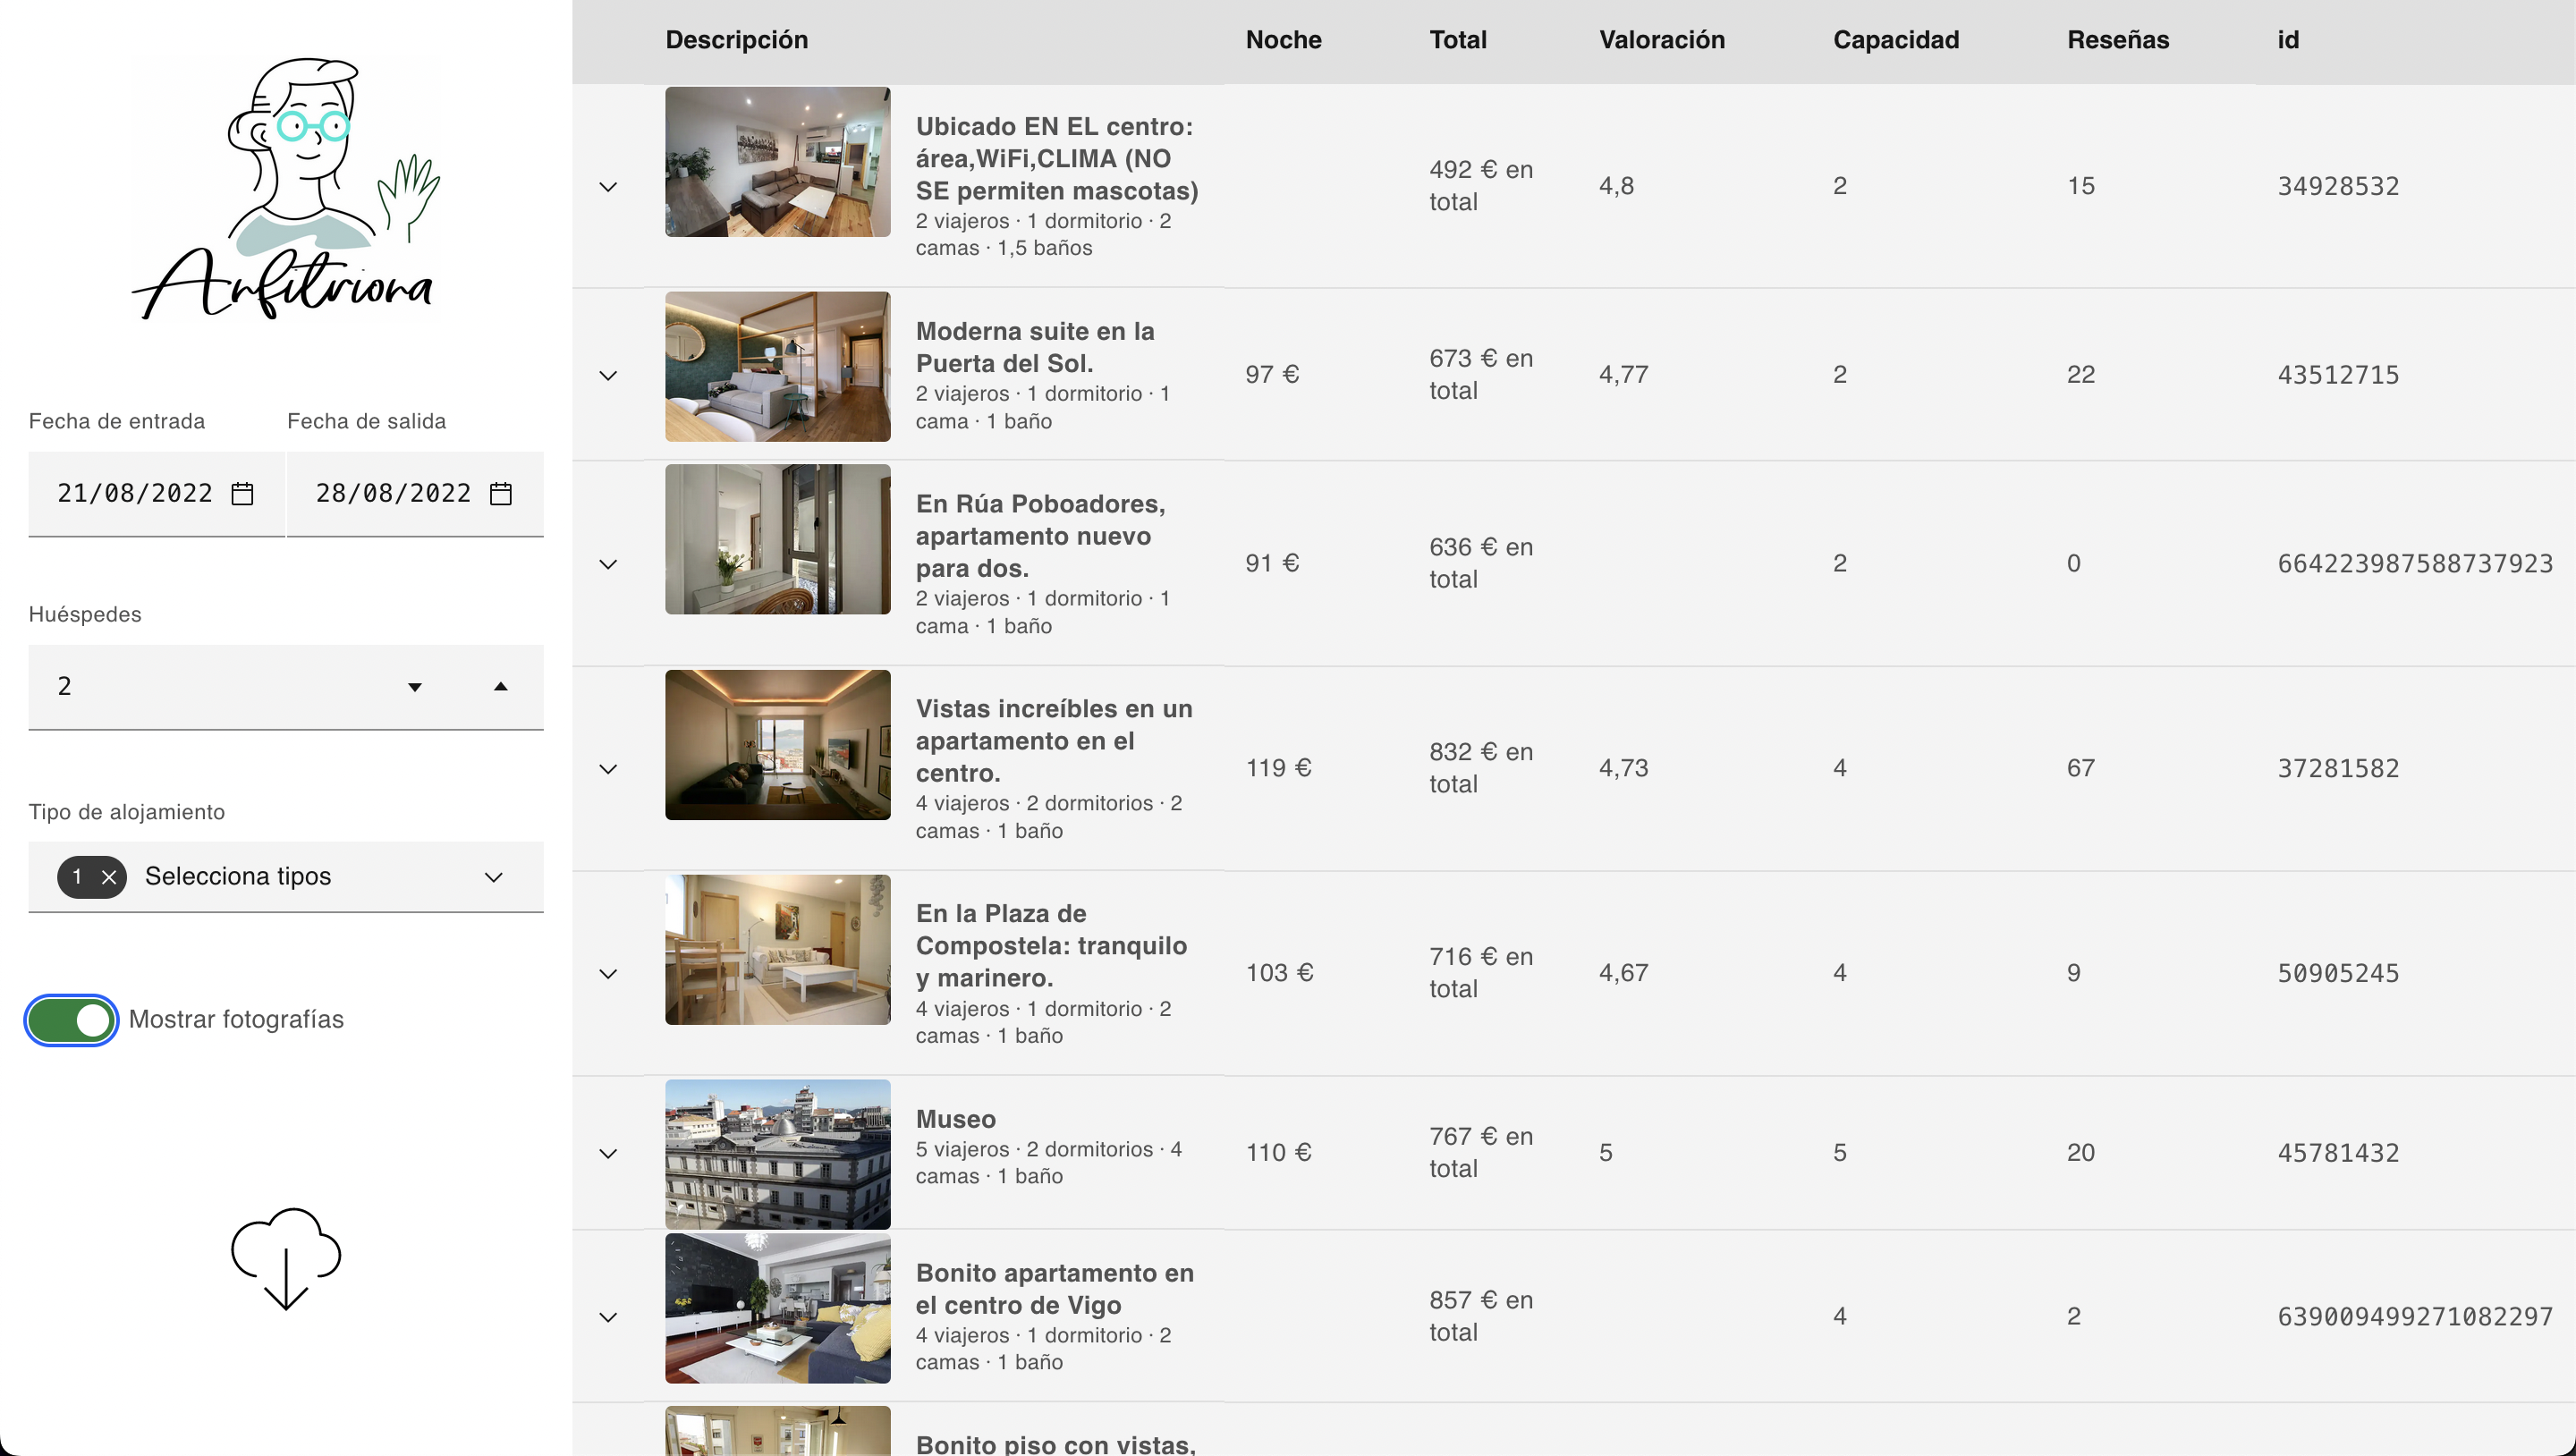 Anfitriona
Fecha de entrada
Fecha de salida
21/08/2022
28/08/2022
Huéspedes
2
Tipo de alojamiento
1
Selecciona tipos
Mostrar fotografías
Descripción Noche Total Valoración Capacidad Reseñas id
Ubicado EN EL centro:
área,WiFi,CLIMA (NO
SE permiten mascotas)
2 viajeros · 1 dormitorio · 2
camas · 1,5 baños
492 € en
total
4,8
2
15
34928532
Moderna suite en la
Puerta del Sol.
2 viajeros · 1 dormitorio · 1
cama · 1 baño
97 €
673 € en
total
4,77
2
22
43512715
En Rúa Poboadores,
apartamento nuevo
para dos.
2 viajeros · 1 dormitorio · 1
cama · 1 baño
91 €
636 € en
total
2
0
664223987588737923
Vistas increíbles en un
apartamento en el
centro.
4 viajeros · 2 dormitorios · 2
camas · 1 baño
119 €
832 € en
total
4,73
4
67
37281582
En la Plaza de
Compostela: tranquilo
y marinero.
4 viajeros · 1 dormitorio · 2
camas · 1 baño
103 €
716 € en
total
4,67
4
9
50905245
Museo
5 viajeros · 2 dormitorios · 4
camas · 1 baño
110 €
767 € en
total
5
5
20
45781432
Bonito apartamento en
el centro de Vigo
4 viajeros · 1 dormitorio · 2
camas · 1 baño
857 € en
total
4
2
639009499271082297
Bonito piso con vistas,